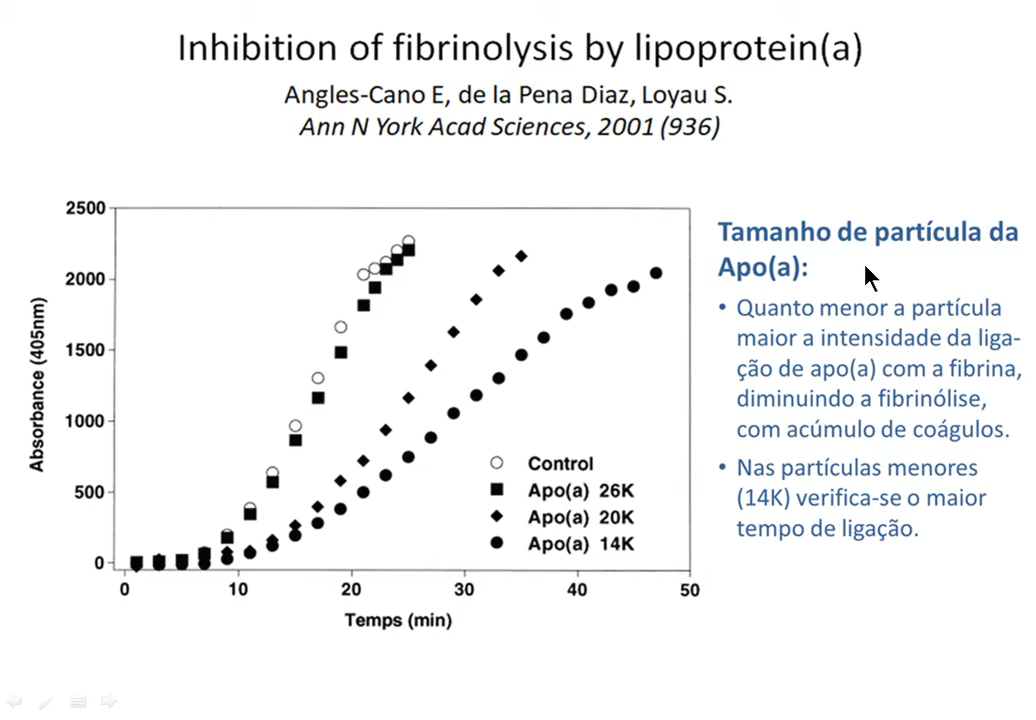 Inhibition of fibrinolysis by lipoprotein(a)
Angles-Cano E, de la Pena Diaz, Loyau S.
Ann N York Acad Sciences, 2001 (936)
2500
2000
1500
1000
500
0
Absorbance (405nm)
0 10 20 30 40 50
Temps (min)
Control
Apo(a) 26K
Apo(a) 20K
Apo(a) 14K
Tamanho de partícula da
Apo(a):
• Quanto menor a partícula
maior a intensidade da liga-
ção de apo(a) com a fibrina,
diminuindo a fibrinólise,
com acúmulo de coágulos.
• Nas partículas menores
(14K) verifica-se o maior
tempo de ligação.